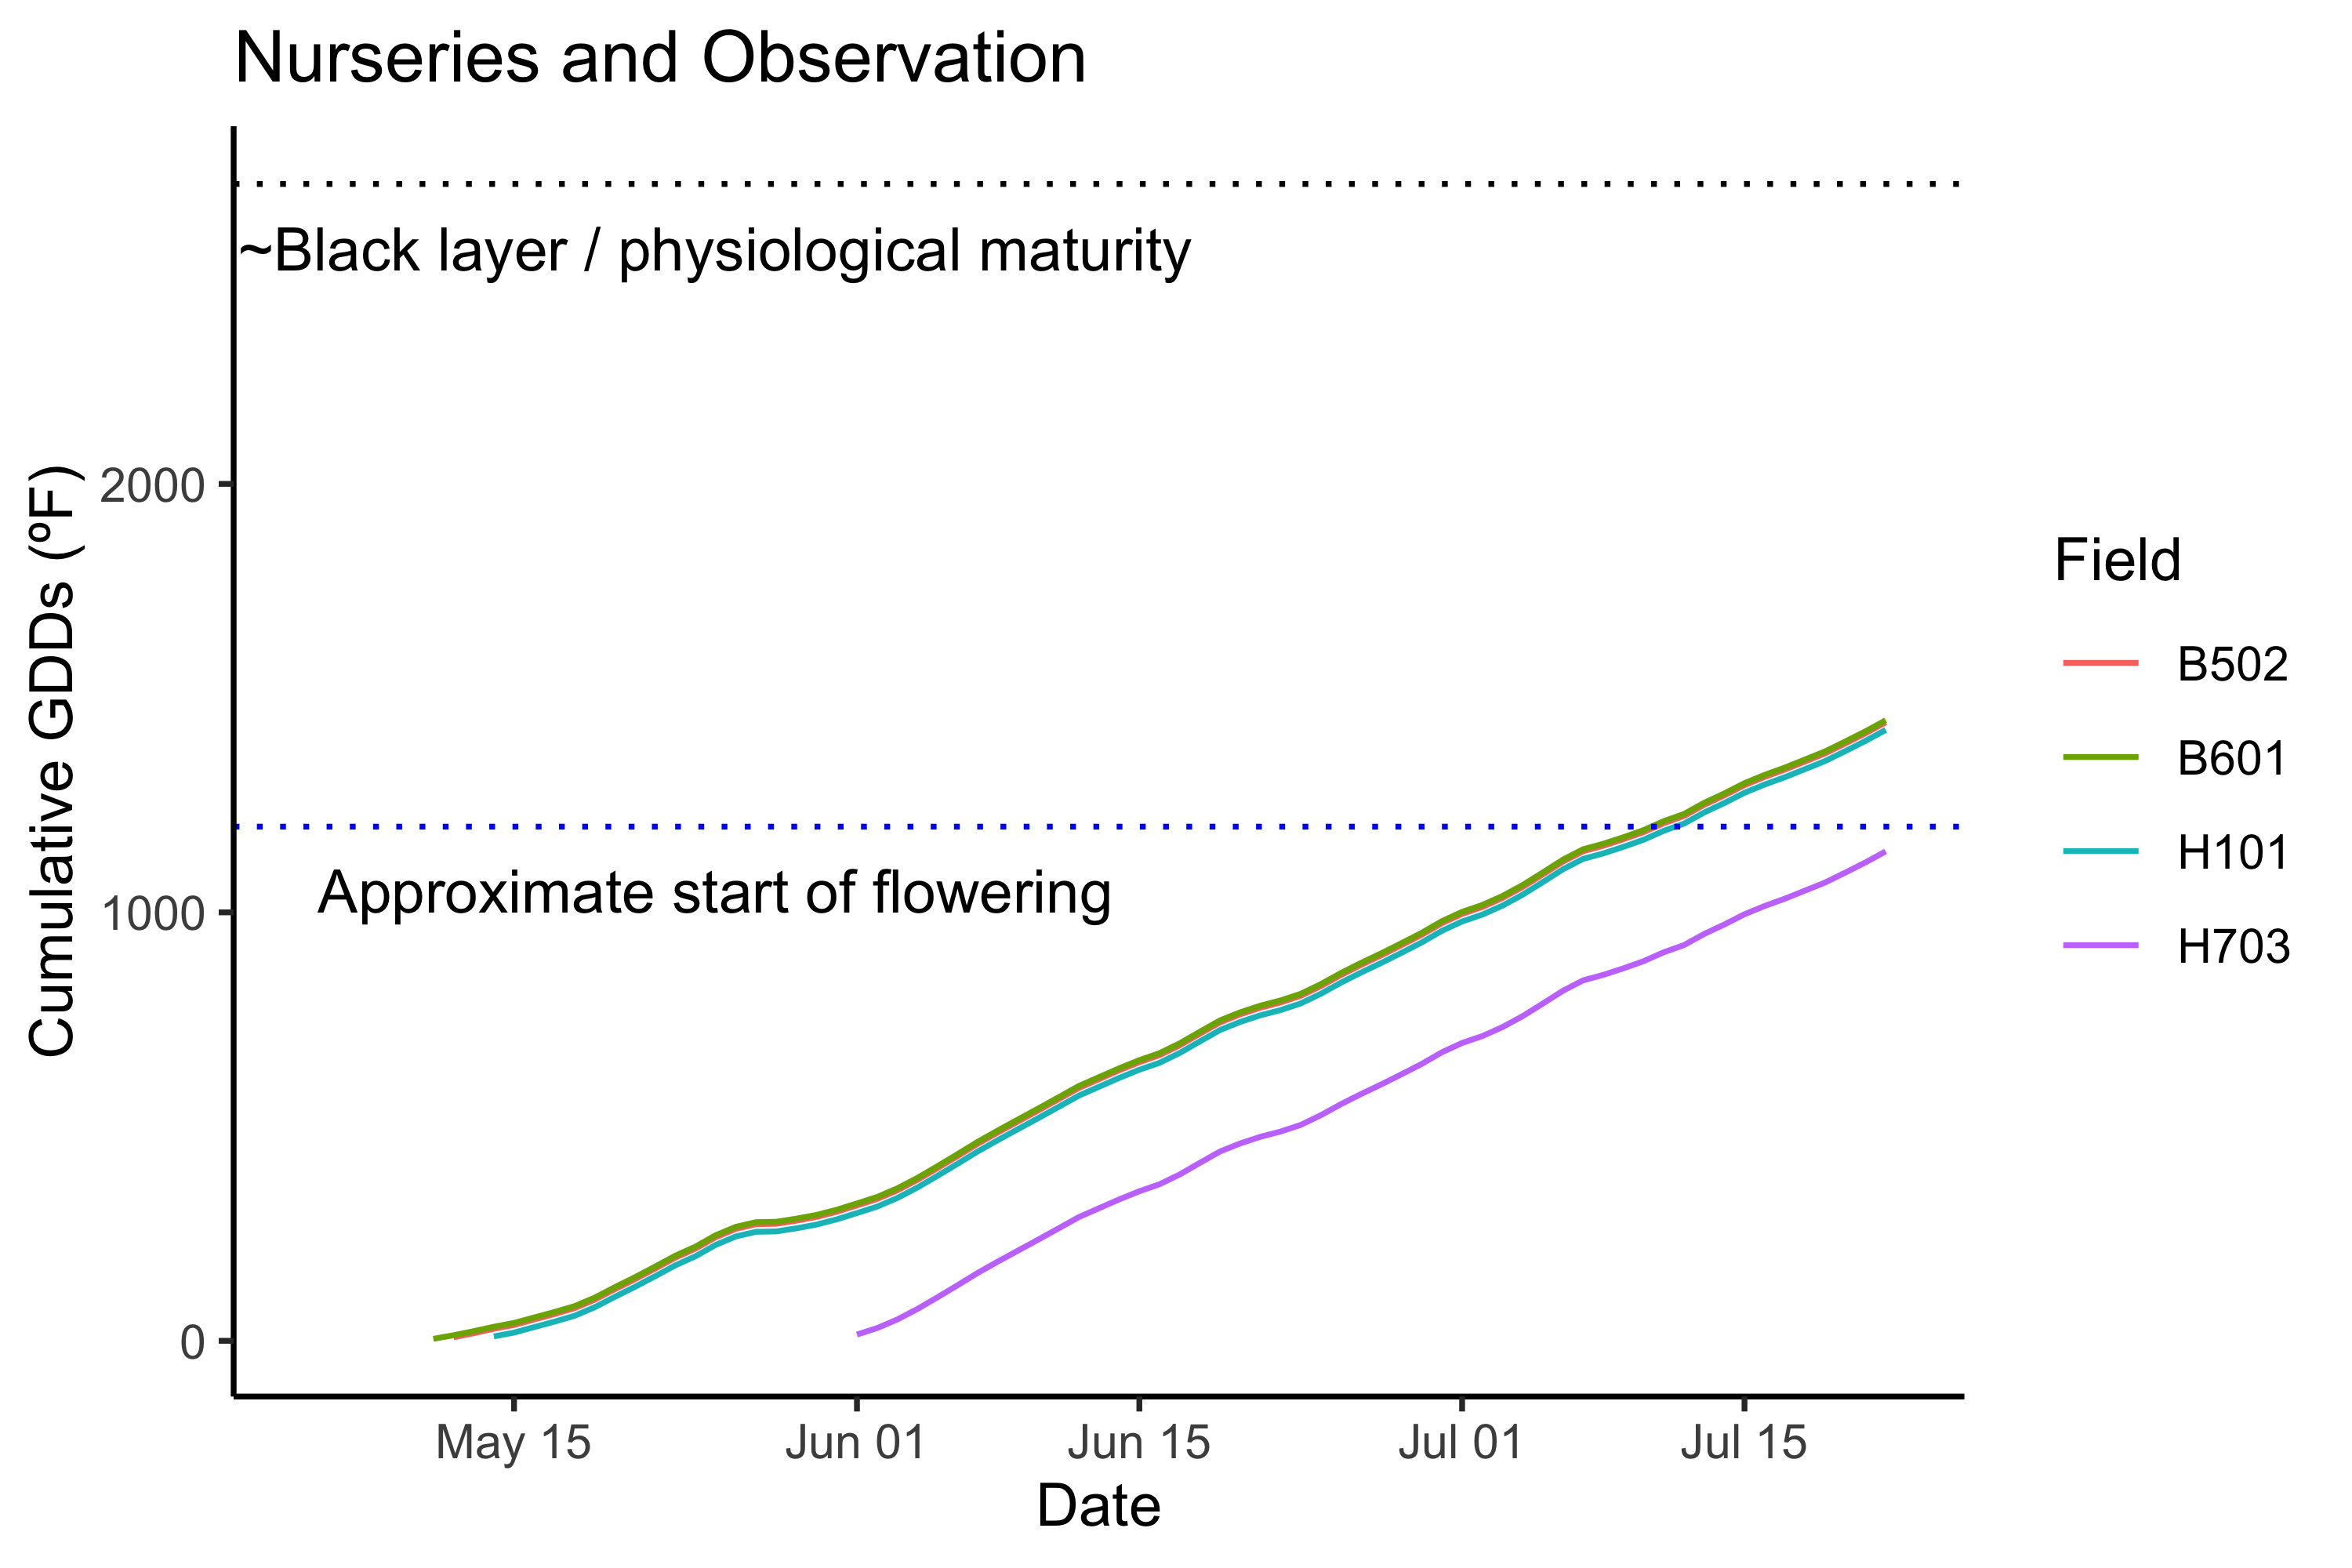 Nurseries and Observation
~Black layer / physiological maturity
Approximate start of flowering
Cumulative GDDs (ºF)
2000
1000
0
May 15
Jun 01
Jun 15
Jul 01
Jul 15
Date
Field
B502
B601
H101
H703